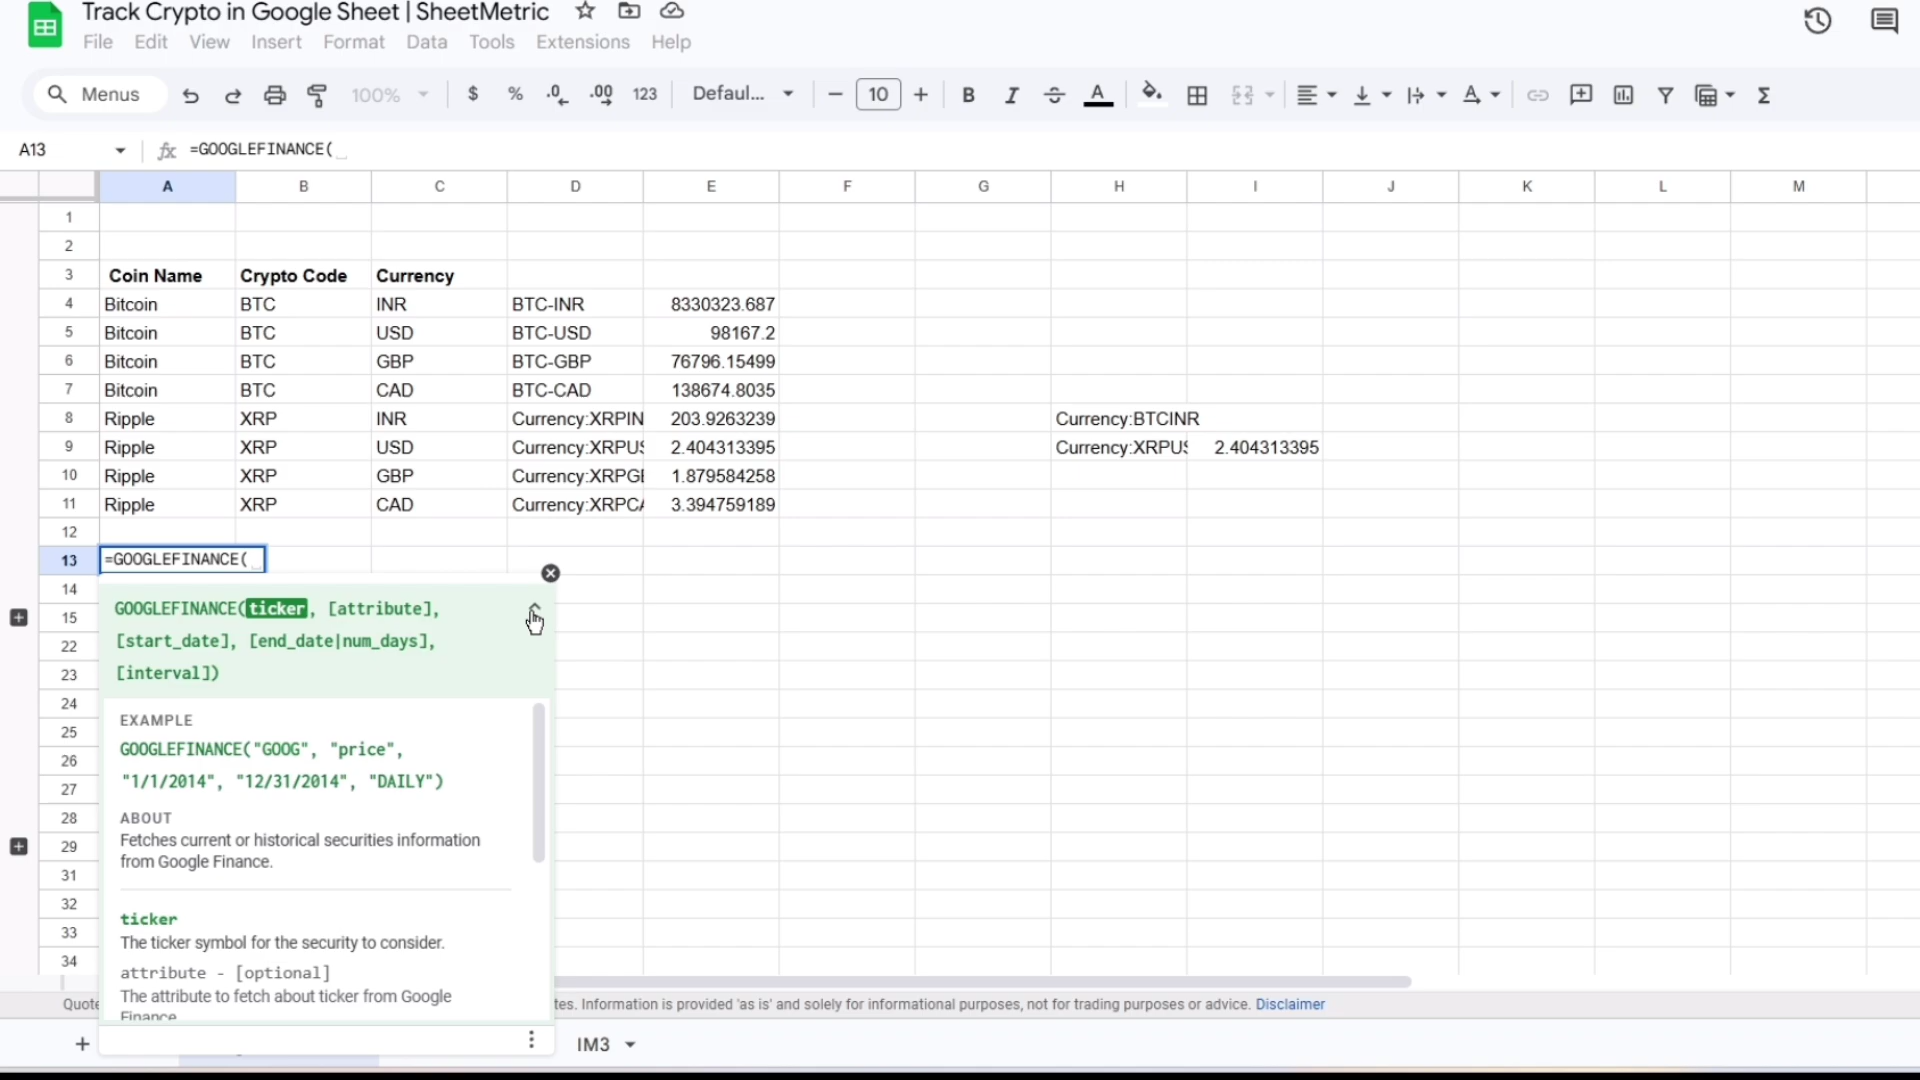 Track Crypto in Google Sheet | SheetMetric
File Edit View Insert Format Data Tools Extensions Help
Menus 100% $ % .0 .00 123 Defaul... − 10 + B I A Σ
A13 fx =GOOGLEFINANCE(
A B C D E F G H I J K L M
1
2
3 Coin Name Crypto Code Currency
4 Bitcoin BTC INR BTC-INR 8330323.687
5 Bitcoin BTC USD BTC-USD 98167.2
6 Bitcoin BTC GBP BTC-GBP 76796.15499
7 Bitcoin BTC CAD BTC-CAD 138674.8035
8 Ripple XRP INR Currency:XRPIN 203.9263239 Currency:BTCINR
9 Ripple XRP USD Currency:XRPUS 2.404313395 Currency:XRPUS 2.404313395
10 Ripple XRP GBP Currency:XRPGB 1.879584258
11 Ripple XRP CAD Currency:XRPCA 3.394759189
12
13 =GOOGLEFINANCE(
14
15 GOOGLEFINANCE(ticker, [attribute],
22 [start_date], [end_date|num_days],
23 [interval])
24
25 EXAMPLE
26 GOOGLEFINANCE("GOOG", "price",
27 "1/1/2014", "12/31/2014", "DAILY")
28 ABOUT
29 Fetches current or historical securities information
from Google Finance.
31
32 ticker
33 The ticker symbol for the security to consider.
34 attribute - [optional]
The attribute to fetch about ticker from Google
Finance
Quote tes. Information is provided 'as is' and solely for informational purposes, not for trading purposes or advice. Disclaimer
+ IM3